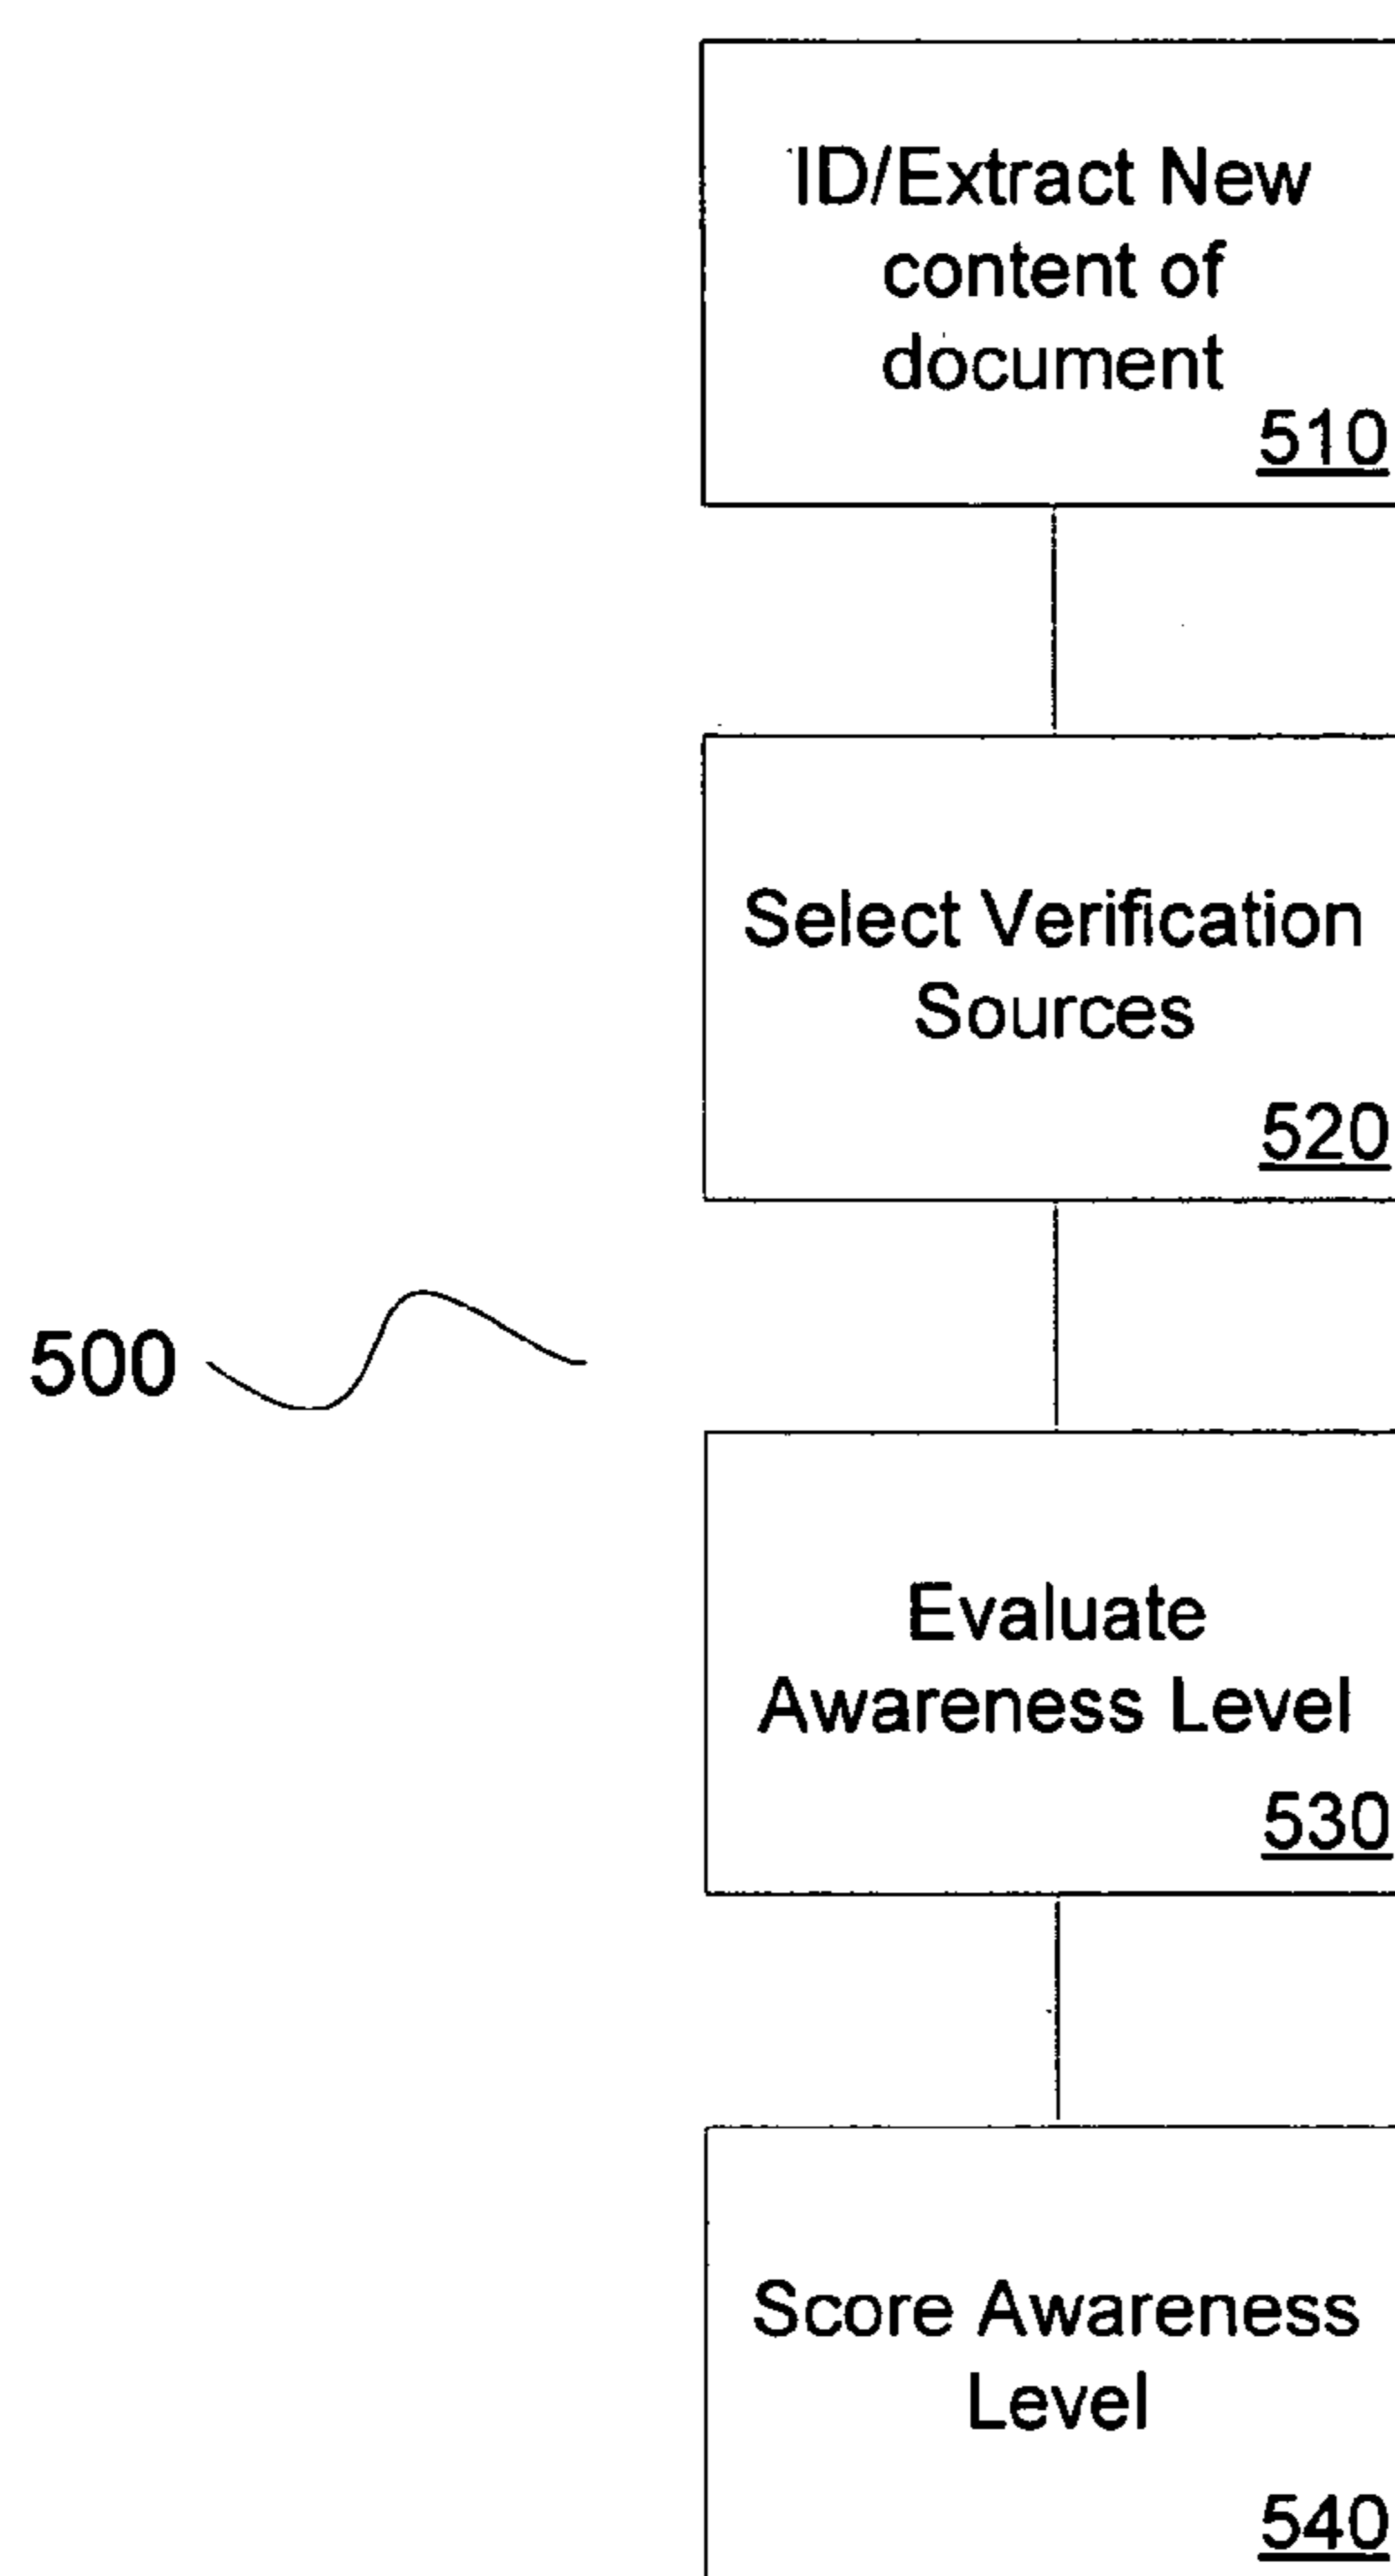 ID/Extract New
content of
document
510
Select Verification
Sources
520
500
Evaluate
Awareness Level
530
Score Awareness
Level
540